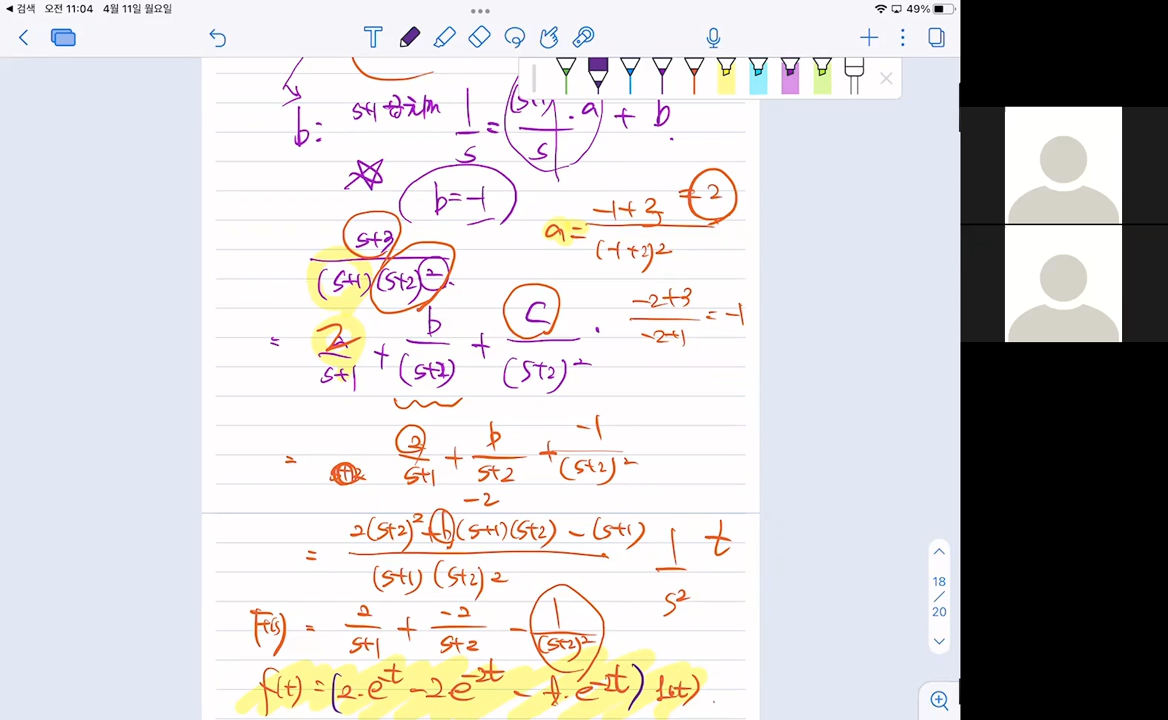 검색 오전 11:04 4월 11일 월요일 49%
T
b: s+1 곱하여 1/s = (s+1)/s · a + b
b = -1
a = (-1+3)/(-1+2)² = 2
(s+3)/((s+1)(s+2)²)
(-2+3)/(-2+1) = -1
= 2/(s+1) + b/(s+2) + c/(s+2)²
= 2/(s+1) + b/(s+2) + -1/(s+2)²
-2
= (2(s+2)² + b(s+1)(s+2) - (s+1))/((s+1)(s+2)²)
1/s² t
F(s) = 2/(s+1) + -2/(s+2) - 1/(s+2)²
f(t) = (2·e^-t - 2·e^-2t - t·e^-2t) 1(t)
18
/
20